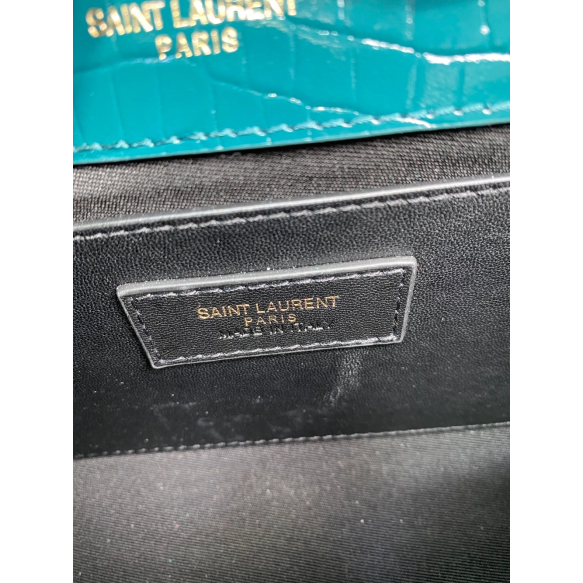 SAINT LAURENT
PARIS
SAINT LAURENT
PARIS
MADE IN ITALY